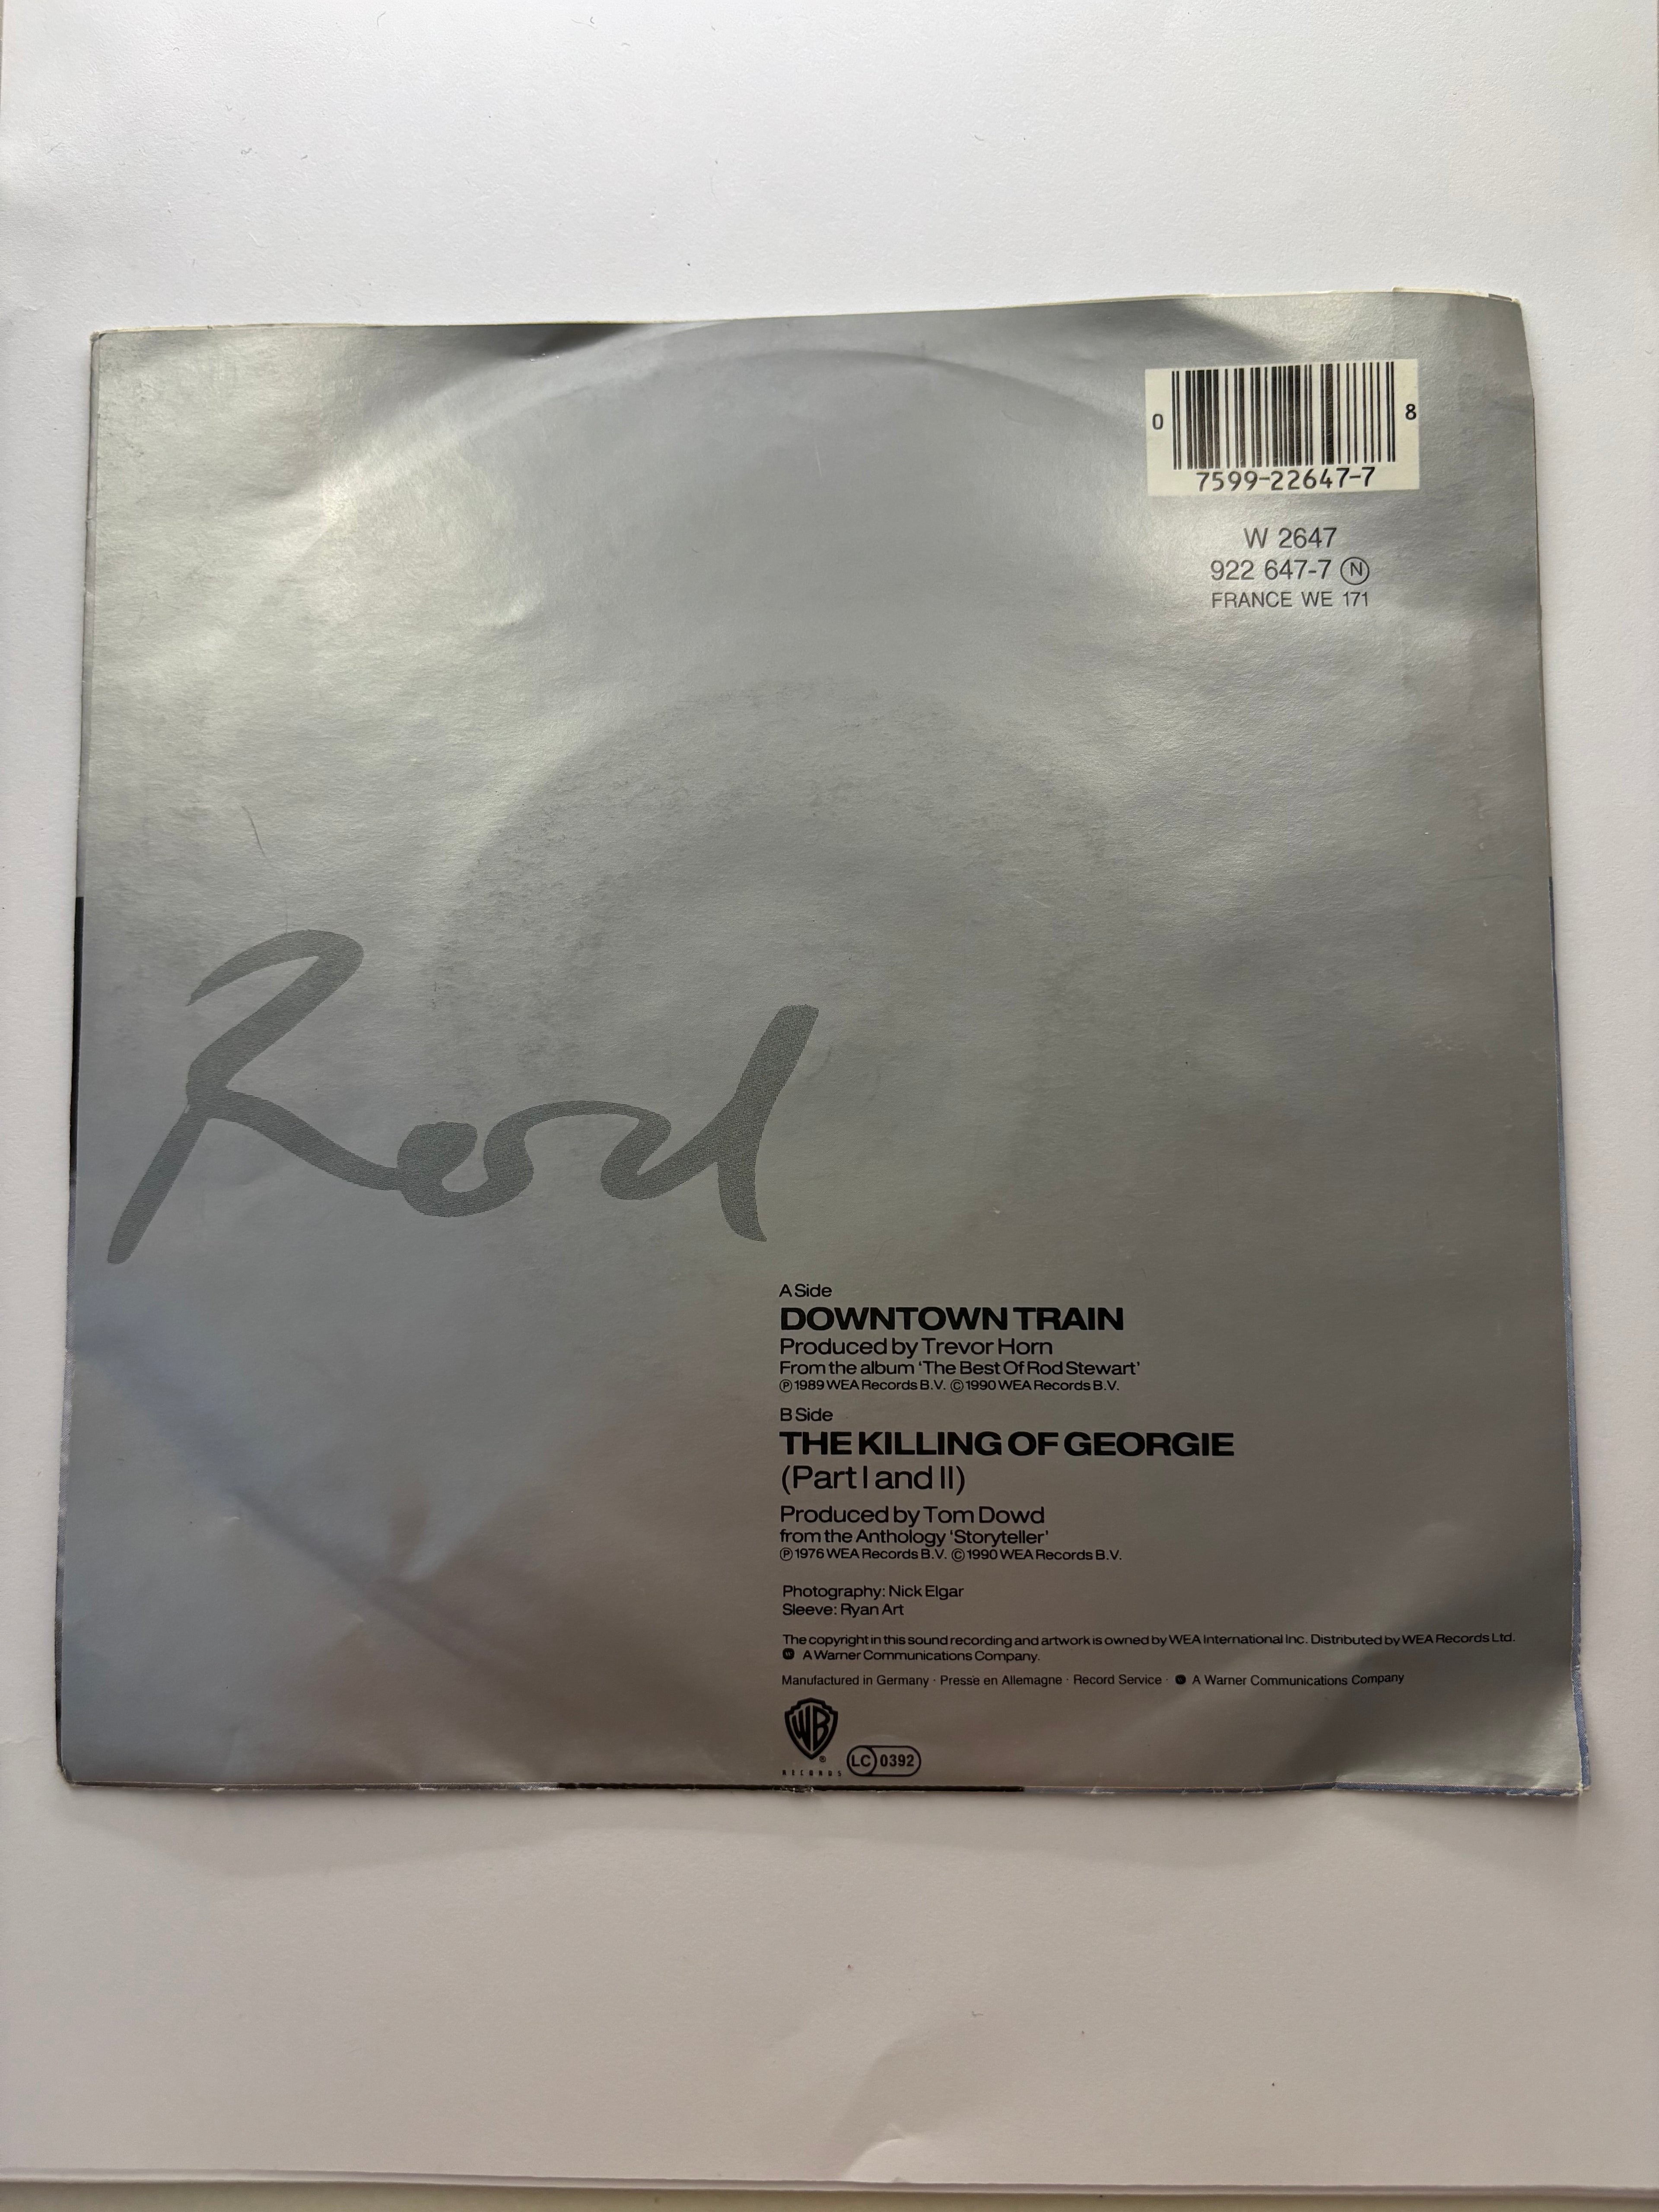 0 8
7599-22647-7
W 2647
922 647-7 Ⓝ
FRANCE WE 171
Rod
A Side
DOWNTOWN TRAIN
Produced by Trevor Horn
From the album 'The Best Of Rod Stewart'
℗ 1989 WEA Records B.V. © 1990 WEA Records B.V.
B Side
THE KILLING OF GEORGIE
(Part I and II)
Produced by Tom Dowd
from the Anthology 'Storyteller'
℗ 1976 WEA Records B.V. © 1990 WEA Records B.V.
Photography: Nick Elgar
Sleeve: Ryan Art
The copyright in this sound recording and artwork is owned by WEA International Inc. Distributed by WEA Records Ltd.
A Warner Communications Company.
Manufactured in Germany · Presse en Allemagne · Record Service · A Warner Communications Company
WB ®
RECORDS
LC 0392